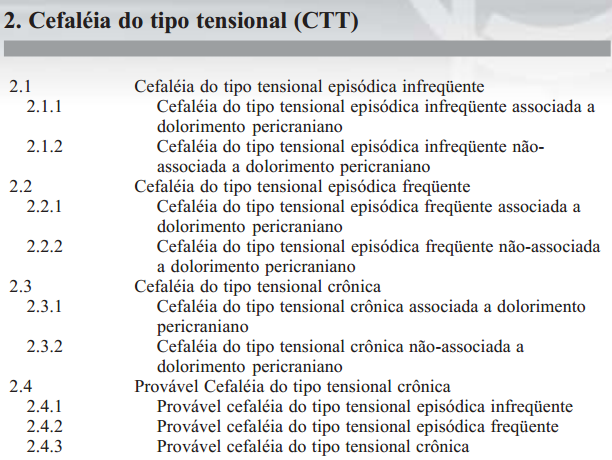 2. Cefaléia do tipo tensional (CTT)
2.1 Cefaléia do tipo tensional episódica infreqüente
2.1.1 Cefaléia do tipo tensional episódica infreqüente associada a
dolorimento pericraniano
2.1.2 Cefaléia do tipo tensional episódica infreqüente não-
associada a dolorimento pericraniano
2.2 Cefaléia do tipo tensional episódica freqüente
2.2.1 Cefaléia do tipo tensional episódica freqüente associada a
dolorimento pericraniano
2.2.2 Cefaléia do tipo tensional episódica freqüente não-associada
a dolorimento pericraniano
2.3 Cefaléia do tipo tensional crônica
2.3.1 Cefaléia do tipo tensional crônica associada a dolorimento
pericraniano
2.3.2 Cefaléia do tipo tensional crônica não-associada a
dolorimento pericraniano
2.4 Provável Cefaléia do tipo tensional crônica
2.4.1 Provável cefaléia do tipo tensional episódica infreqüente
2.4.2 Provável cefaléia do tipo tensional episódica freqüente
2.4.3 Provável cefaléia do tipo tensional crônica